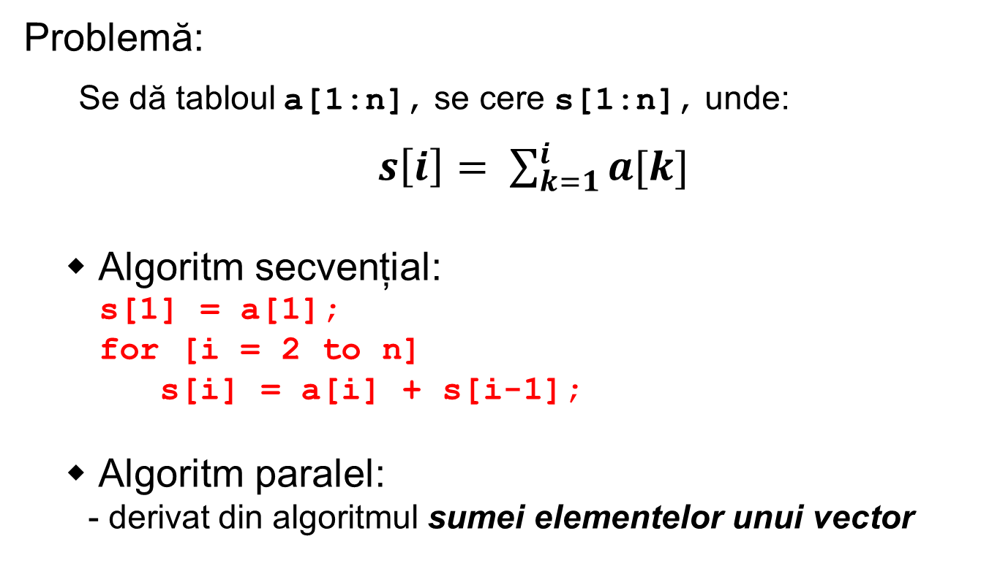 Problemă:
Se dă tabloul a[1:n], se cere s[1:n], unde:
s[i] = ∑_{k=1}^{i} a[k]
◆ Algoritm secvențial:
s[1] = a[1];
for [i = 2 to n]
s[i] = a[i] + s[i-1];
◆ Algoritm paralel:
- derivat din algoritmul sumei elementelor unui vector